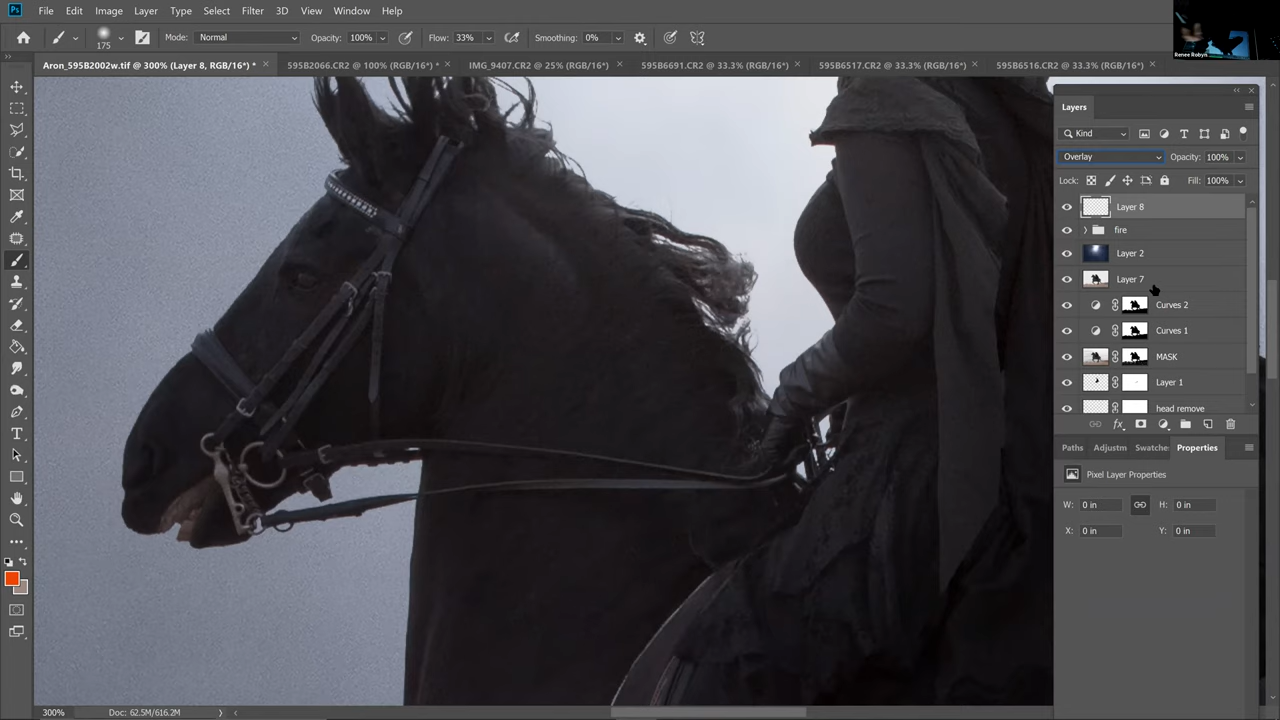 Ps File Edit Image Layer Type Select Filter 3D View Window Help
Renee Robyn
175 Mode: Normal Opacity: 100% Flow: 33% Smoothing: 0%
Aron_595B2002w.tif @ 300% (Layer 8, RGB/16*) * × 595B2066.CR2 @ 100% (RGB/16*) * × IMG_9407.CR2 @ 25% (RGB/16*) × 595B6691.CR2 @ 33.3% (RGB/16*) × 595B6517.CR2 @ 33.3% (RGB/16*) × 595B6516.CR2 @ 33.3% (RGB/16*) ×
Layers
Kind
Overlay Opacity: 100%
Lock: Fill: 100%
Layer 8
fire
Layer 2
Layer 7
Curves 2
Curves 1
MASK
Layer 1
head remove
fx
Paths Adjustm Swatche Properties
Pixel Layer Properties
W: 0 in H: 0 in
X: 0 in Y: 0 in
300% Doc: 62.5M/616.2M